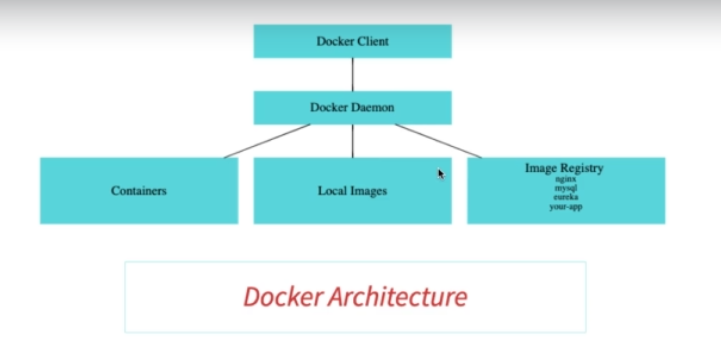 Docker Client
Docker Daemon
Containers
Local Images
Image Registry
nginx
mysql
eureka
your-app
Docker Architecture